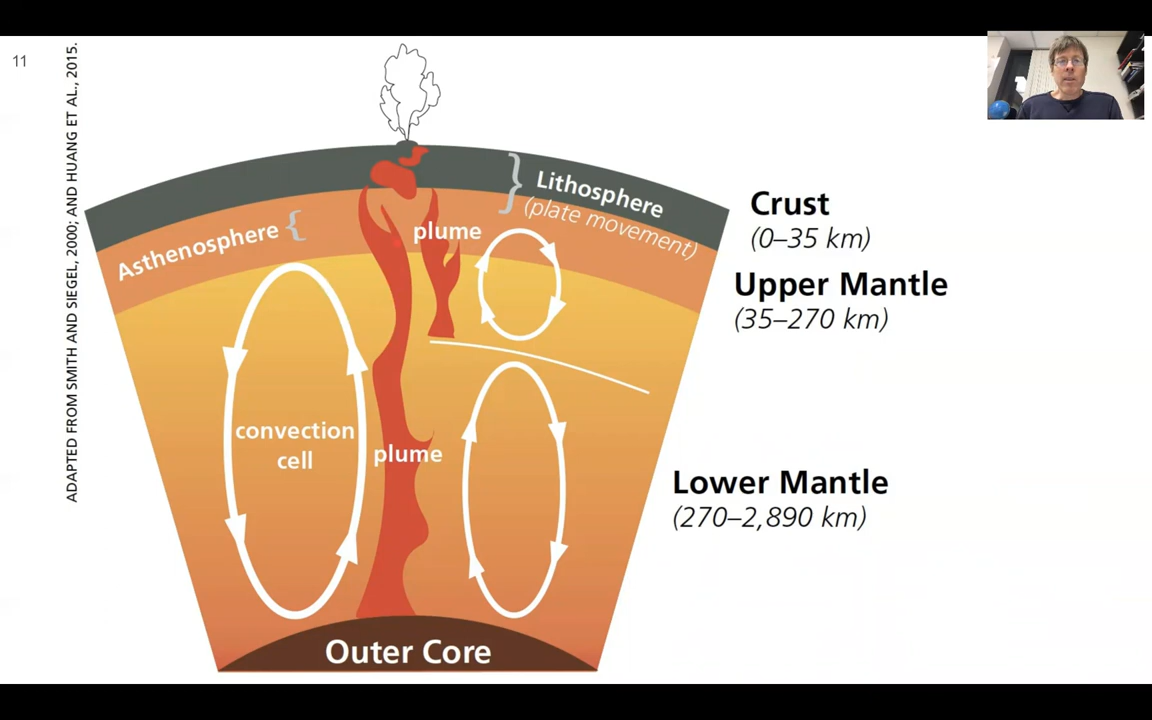 11
ADAPTED FROM SMITH AND SIEGEL, 2000; AND HUANG ET AL., 2015.
Lithosphere
(plate movement)
Asthenosphere
plume
Crust
(0–35 km)
Upper Mantle
(35–270 km)
convection
cell
plume
Lower Mantle
(270–2,890 km)
Outer Core